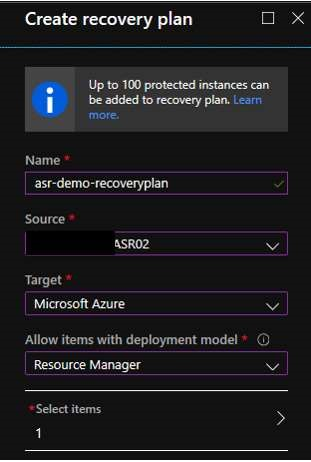 Create recovery plan
Up to 100 protected instances can
be added to recovery plan. Learn
more.
Name *
asr-demo-recoveryplan
Source *
ASR02
Target *
Microsoft Azure
Allow items with deployment model *
Resource Manager
*Select items
1